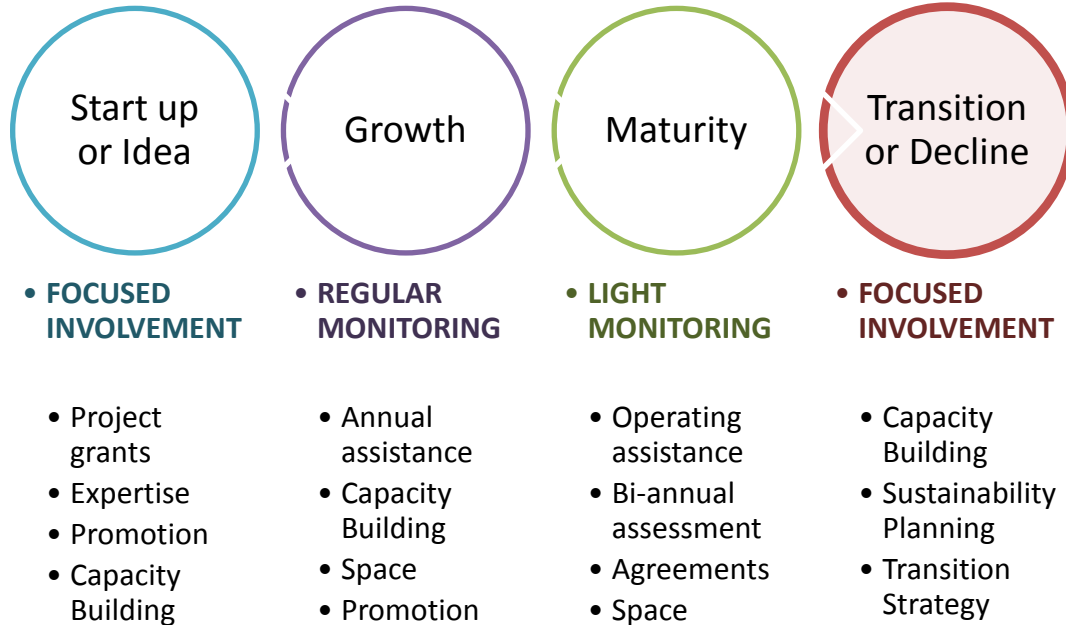 Start up
or Idea
Growth
Maturity
Transition
or Decline
• FOCUSED
INVOLVEMENT
• Project
grants
• Expertise
• Promotion
• Capacity
Building
• REGULAR
MONITORING
• Annual
assistance
• Capacity
Building
• Space
• Promotion
• LIGHT
MONITORING
• Operating
assistance
• Bi-annual
assessment
• Agreements
• Space
• FOCUSED
INVOLVEMENT
• Capacity
Building
• Sustainability
Planning
• Transition
Strategy